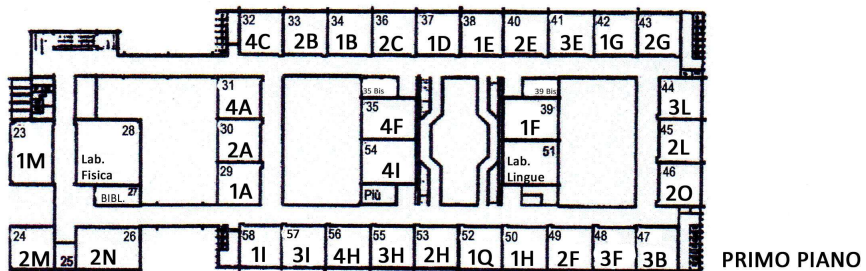 32 33 34 36 37 38 40 41 42 43
4C 2B 1B 2C 1D 1E 2E 3E 1G 2G
31 35 Bis 39 Bis 44
4A 35 39 3L
23 28 30 4F 1F 45
1M Lab. Fisica 2A 54 51 2L
29 4I Lab. Lingue 46
BIBL. 27 1A Più 2O
24 26 58 57 56 55 53 52 50 49 48 47
2M 25 2N 1I 3I 4H 3H 2H 1Q 1H 2F 3F 3B
PRIMO PIANO